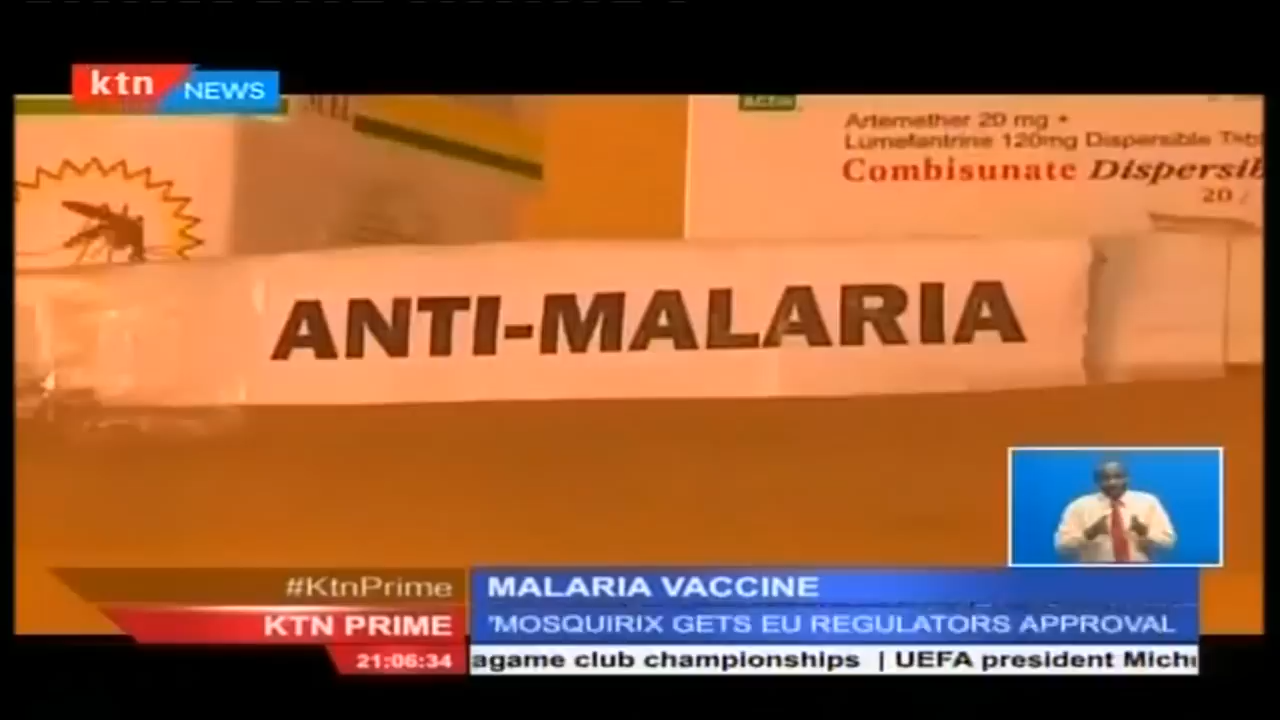 ktn NEWS
Artemether 20 mg +
Lumefantrine 120mg Dispersible
Combisunate
20
ANTI-MALARIA
#KtnPrime
MALARIA VACCINE
KTN PRIME
'MOSQUIRIX GETS EU REGULATORS APPROVAL
21:06:34
agame club championships | UEFA president